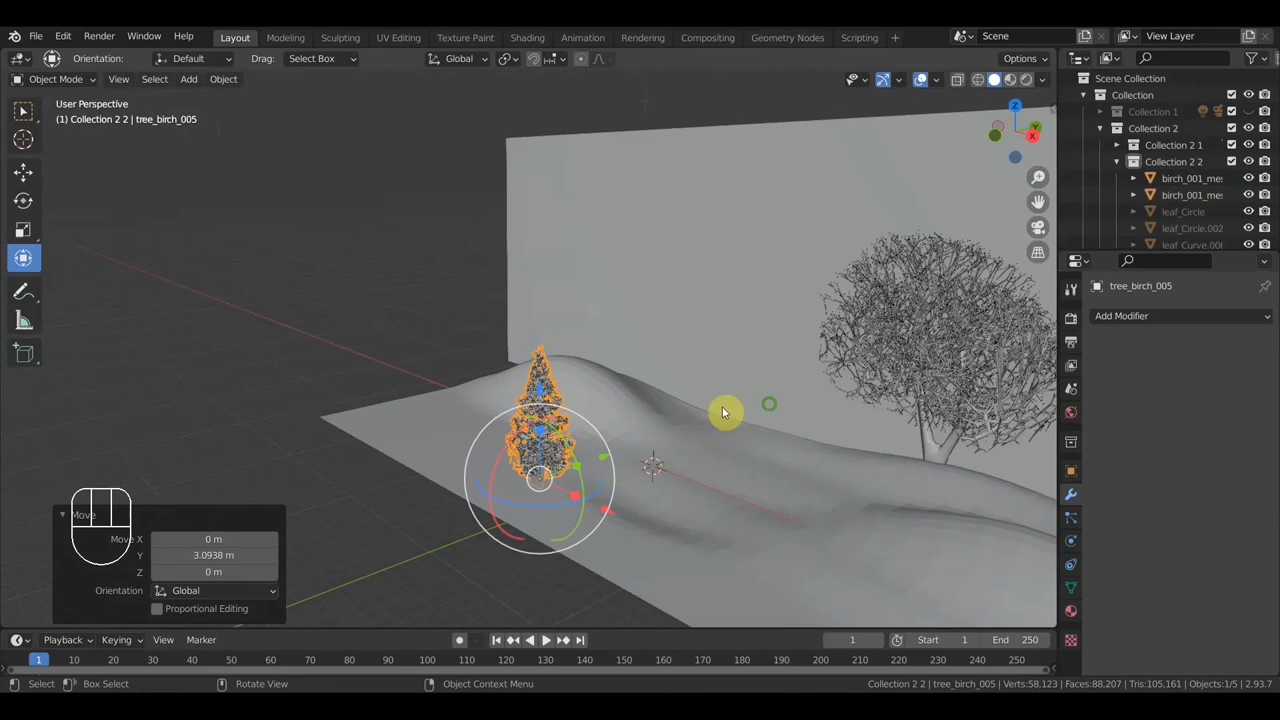 File Edit Render Window Help Layout Modeling Sculpting UV Editing Texture Paint Shading Animation Rendering Compositing Geometry Nodes Scripting + Scene View Layer
Orientation: Default Drag: Select Box Global Options
Object Mode View Select Add Object
User Perspective
(1) Collection 2 2 | tree_birch_005
Z
Y
X
Scene Collection
Collection
Collection 1
Collection 2
Collection 2 1
Collection 2 2
birch_001_mes
birch_001_mes
leaf_Circle
leaf_Circle.002
leaf_Curve.006
tree_birch_005
Add Modifier
Move
Move X 0 m
Y 3.0938 m
Z 0 m
Orientation Global
Proportional Editing
Playback Keying View Marker 1 Start 1 End 250
1 10 20 30 40 50 60 70 80 90 100 110 120 130 140 150 160 170 180 190 200 210 220 230 240 250
Select Box Select Rotate View Object Context Menu Collection 2 2 | tree_birch_005 | Verts:58,123 | Faces:88,207 | Tris:105,161 | Objects:1/5 | 2.93.7